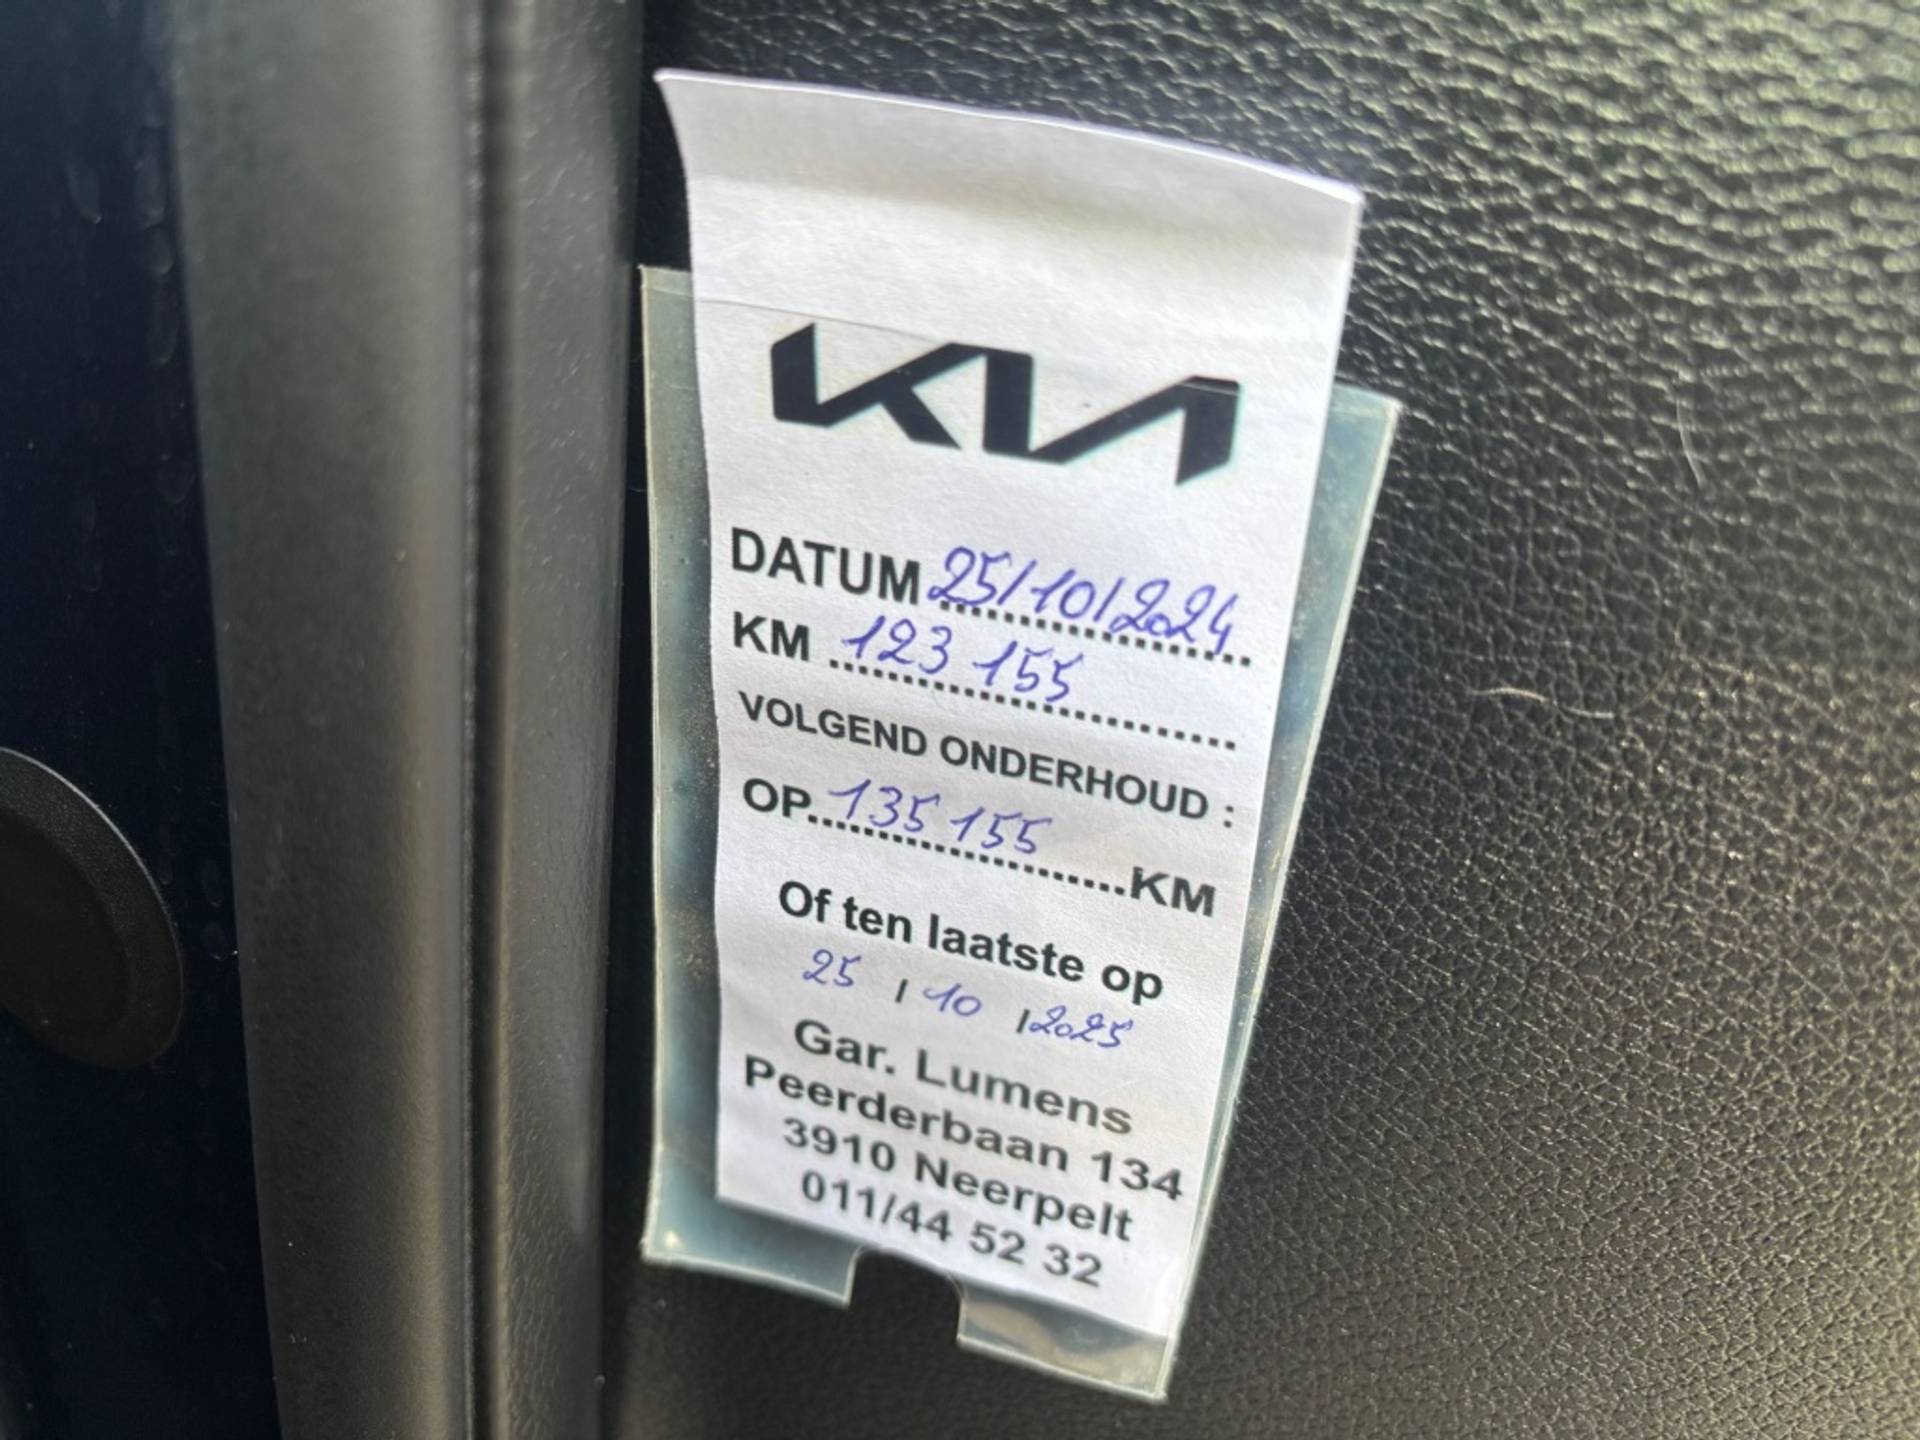 KIA
DATUM 25/10/2024
KM 123 155
VOLGEND ONDERHOUD :
OP 135 155 KM
Of ten laatste op
25 / 10 / 2025
Gar. Lumens
Peerderbaan 134
3910 Neerpelt
011/44 52 32